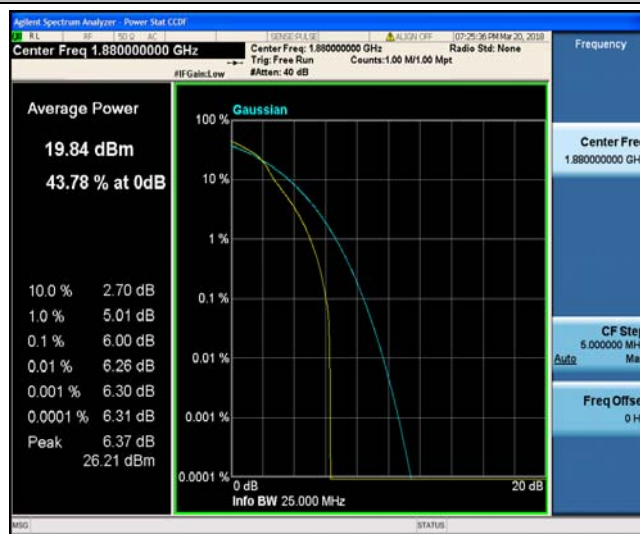 Agilent Spectrum Analyzer - Power Stat CCDF
RL RF 50 Ω AC SENSE:PULSE ALIGN OFF 07:25:36 PM Mar 20, 2018
Center Freq 1.880000000 GHz
Center Freq: 1.880000000 GHz Radio Std: None
Trig: Free Run Counts:1.00 M/1.00 Mpt
#IFGain:Low #Atten: 40 dB
Frequency
Average Power
19.84 dBm
43.78 % at 0dB
10.0 % 2.70 dB
1.0 % 5.01 dB
0.1 % 6.00 dB
0.01 % 6.26 dB
0.001 % 6.30 dB
0.0001 % 6.31 dB
Peak 6.37 dB
26.21 dBm
Gaussian
100 %
10 %
1 %
0.1 %
0.01 %
0.001 %
0.0001 %
0 dB 20 dB
Info BW 25.000 MHz
Center Fre
1.880000000 GH
CF Ste
5.000000 MH
Auto Ma
Freq Offse
0 H
MSG STATUS